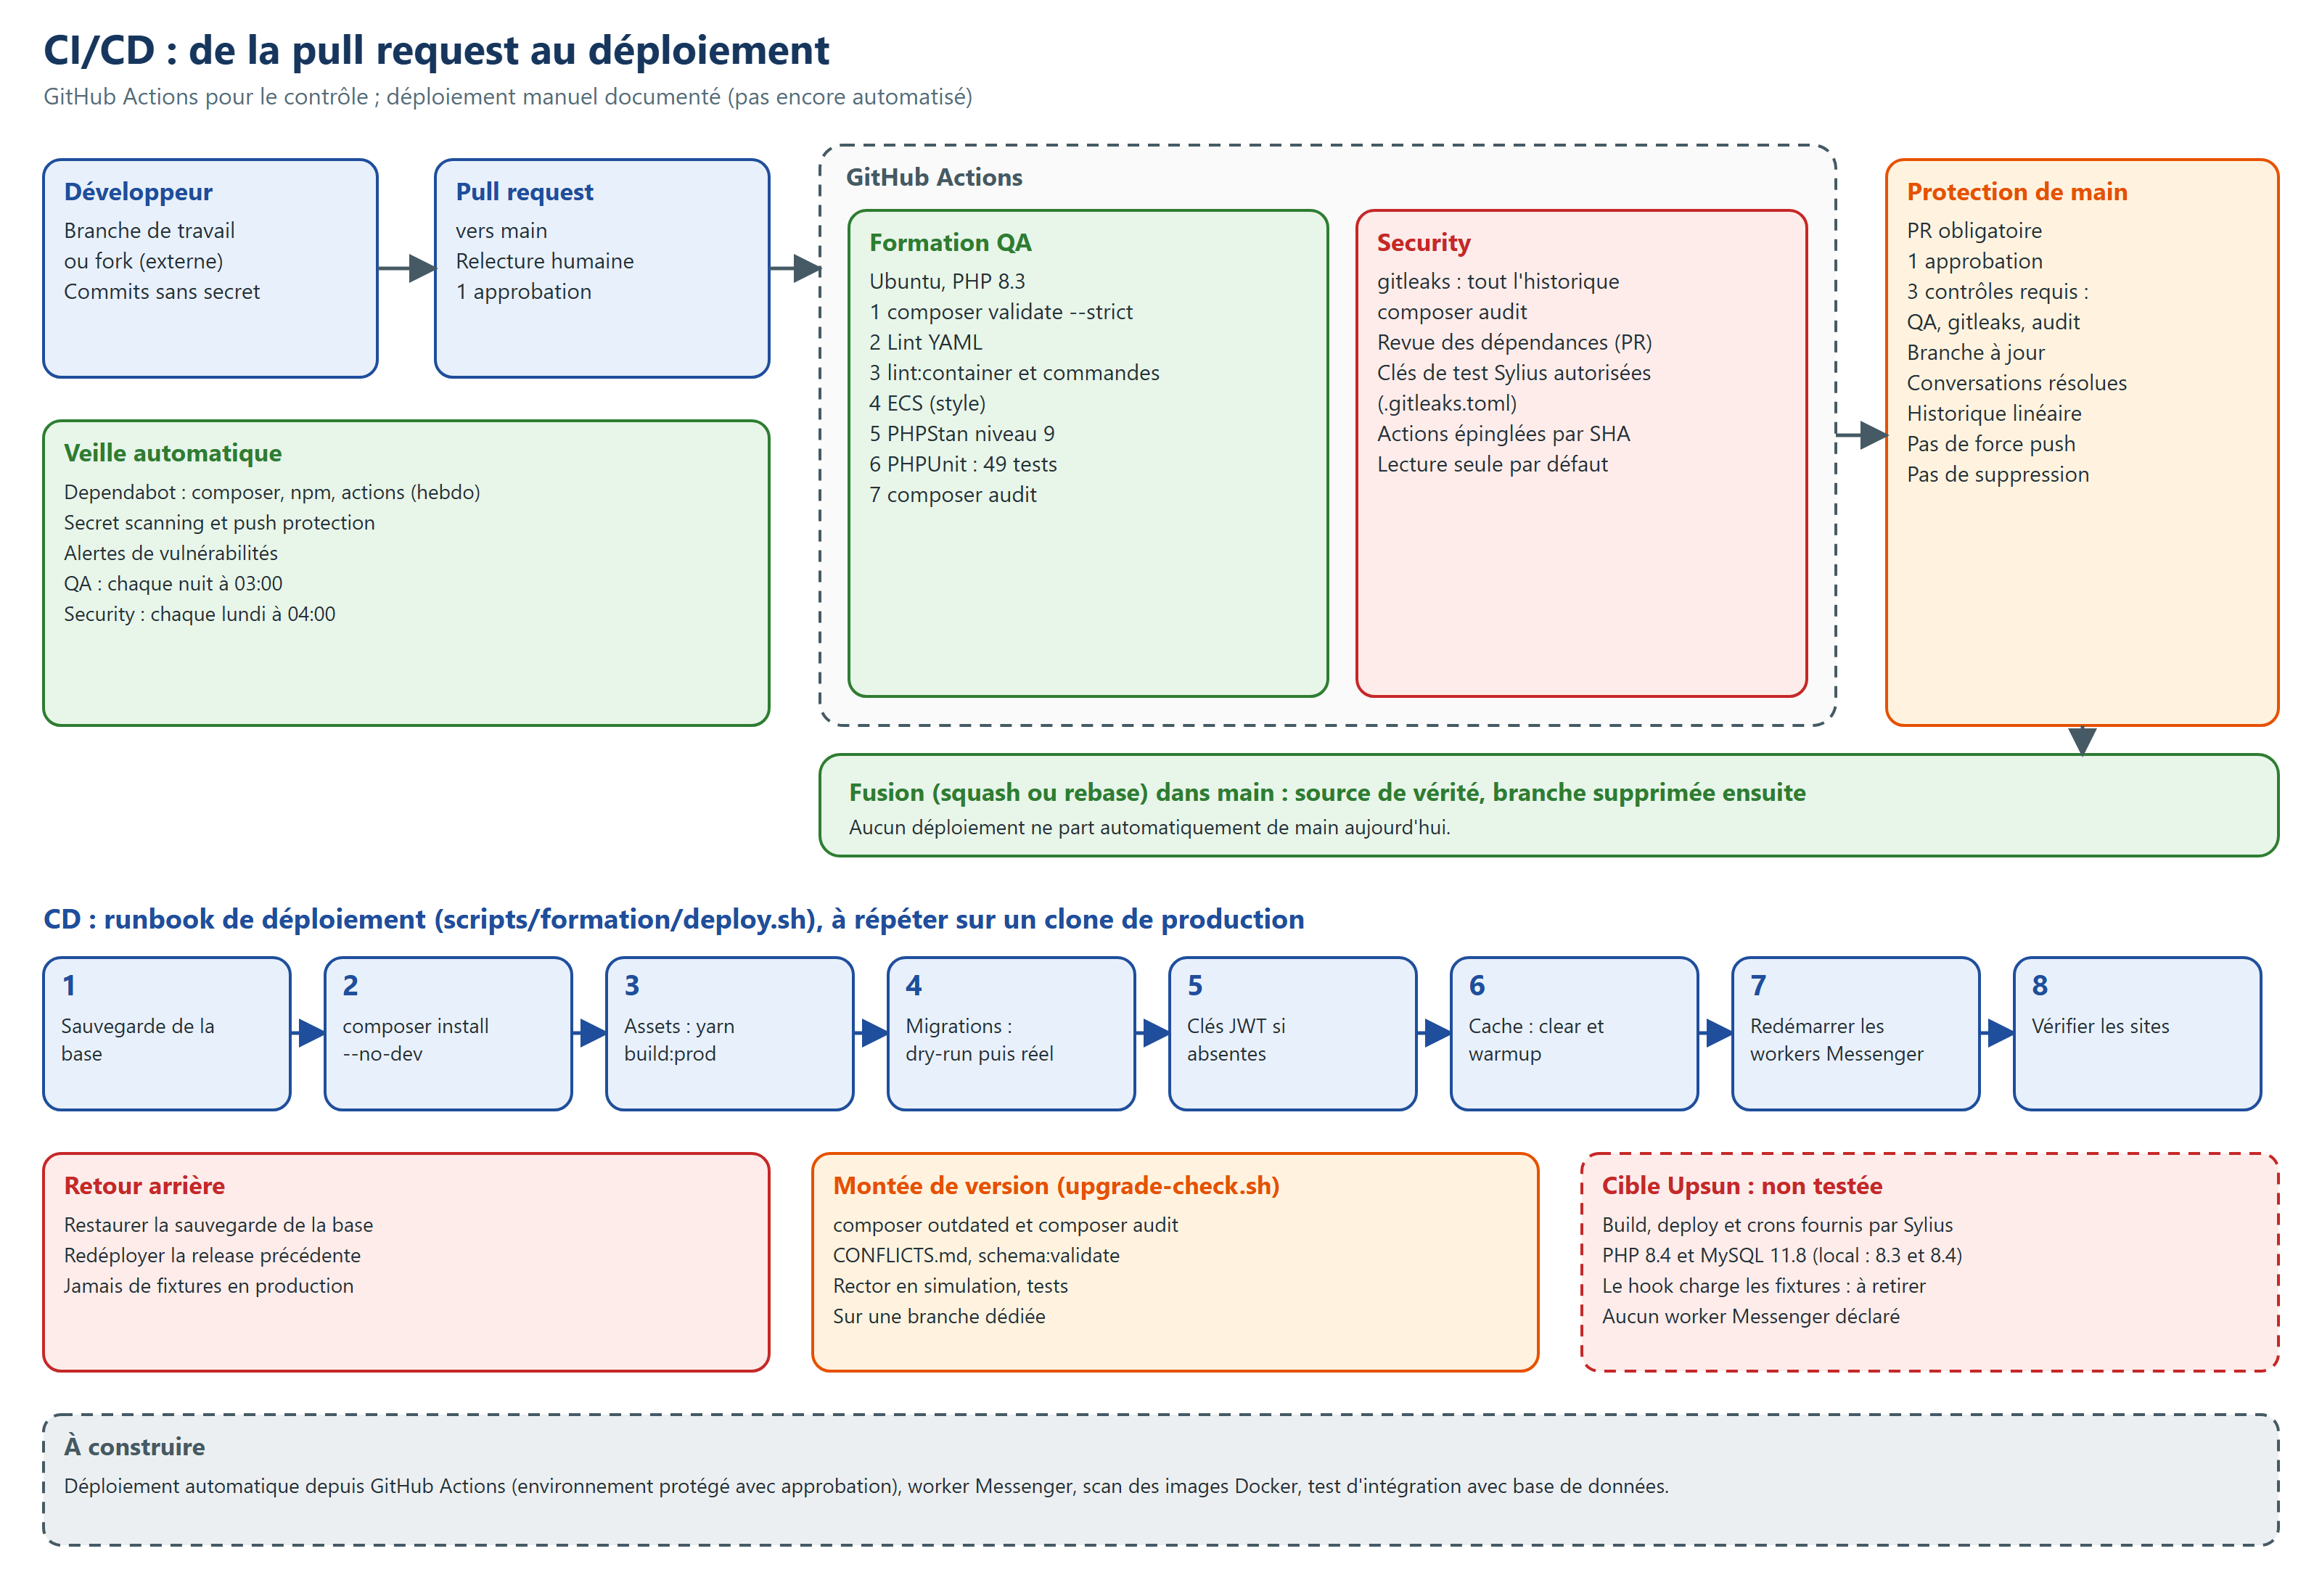 CI/CD : de la pull request au déploiement
GitHub Actions pour le contrôle ; déploiement manuel documenté (pas encore automatisé)
Développeur
Branche de travail
ou fork (externe)
Commits sans secret
Pull request
vers main
Relecture humaine
1 approbation
Veille automatique
Dependabot : composer, npm, actions (hebdo)
Secret scanning et push protection
Alertes de vulnérabilités
QA : chaque nuit à 03:00
Security : chaque lundi à 04:00
GitHub Actions
Formation QA
Ubuntu, PHP 8.3
1 composer validate --strict
2 Lint YAML
3 lint:container et commandes
4 ECS (style)
5 PHPStan niveau 9
6 PHPUnit : 49 tests
7 composer audit
Security
gitleaks : tout l'historique
composer audit
Revue des dépendances (PR)
Clés de test Sylius autorisées
(.gitleaks.toml)
Actions épinglées par SHA
Lecture seule par défaut
Protection de main
PR obligatoire
1 approbation
3 contrôles requis :
QA, gitleaks, audit
Branche à jour
Conversations résolues
Historique linéaire
Pas de force push
Pas de suppression
Fusion (squash ou rebase) dans main : source de vérité, branche supprimée ensuite
Aucun déploiement ne part automatiquement de main aujourd'hui.
CD : runbook de déploiement (scripts/formation/deploy.sh), à répéter sur un clone de production
1
Sauvegarde de la
base
2
composer install
--no-dev
3
Assets : yarn
build:prod
4
Migrations :
dry-run puis réel
5
Clés JWT si
absentes
6
Cache : clear et
warmup
7
Redémarrer les
workers Messenger
8
Vérifier les sites
Retour arrière
Restaurer la sauvegarde de la base
Redéployer la release précédente
Jamais de fixtures en production
Montée de version (upgrade-check.sh)
composer outdated et composer audit
CONFLICTS.md, schema:validate
Rector en simulation, tests
Sur une branche dédiée
Cible Upsun : non testée
Build, deploy et crons fournis par Sylius
PHP 8.4 et MySQL 11.8 (local : 8.3 et 8.4)
Le hook charge les fixtures : à retirer
Aucun worker Messenger déclaré
À construire
Déploiement automatique depuis GitHub Actions (environnement protégé avec approbation), worker Messenger, scan des images Docker, test d'intégration avec base de données.